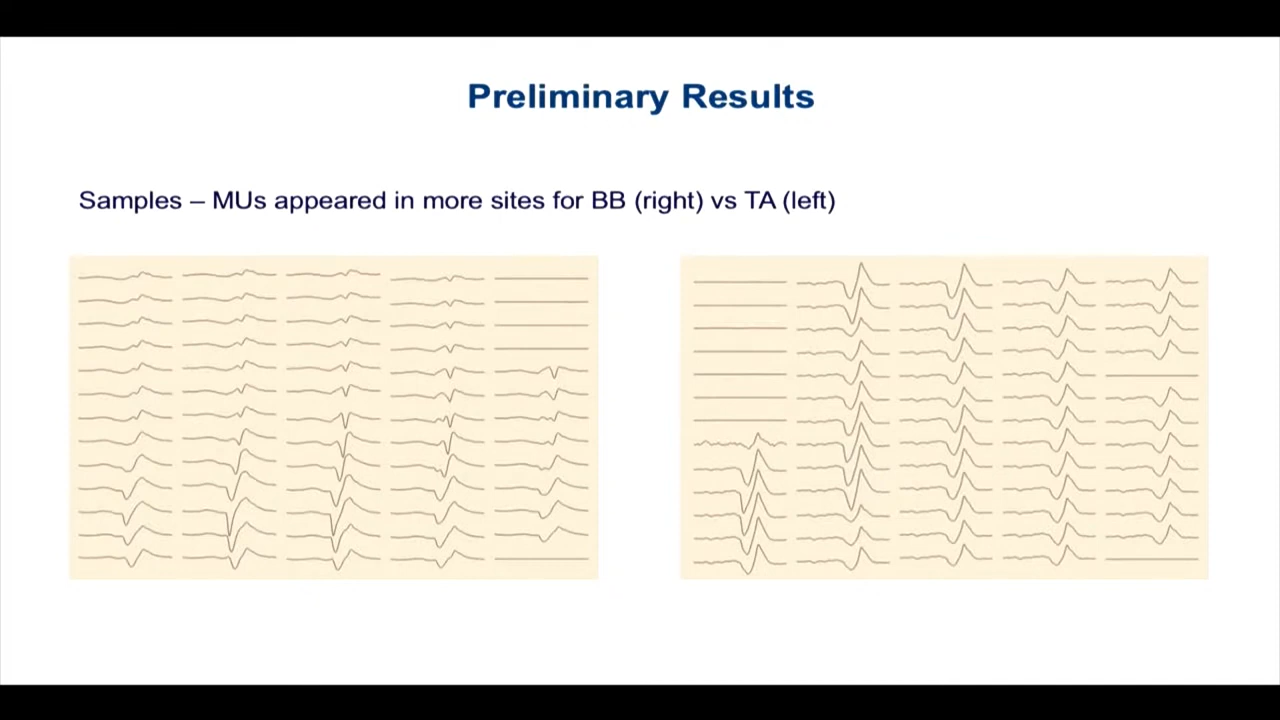 Preliminary Results
Samples – MUs appeared in more sites for BB (right) vs TA (left)